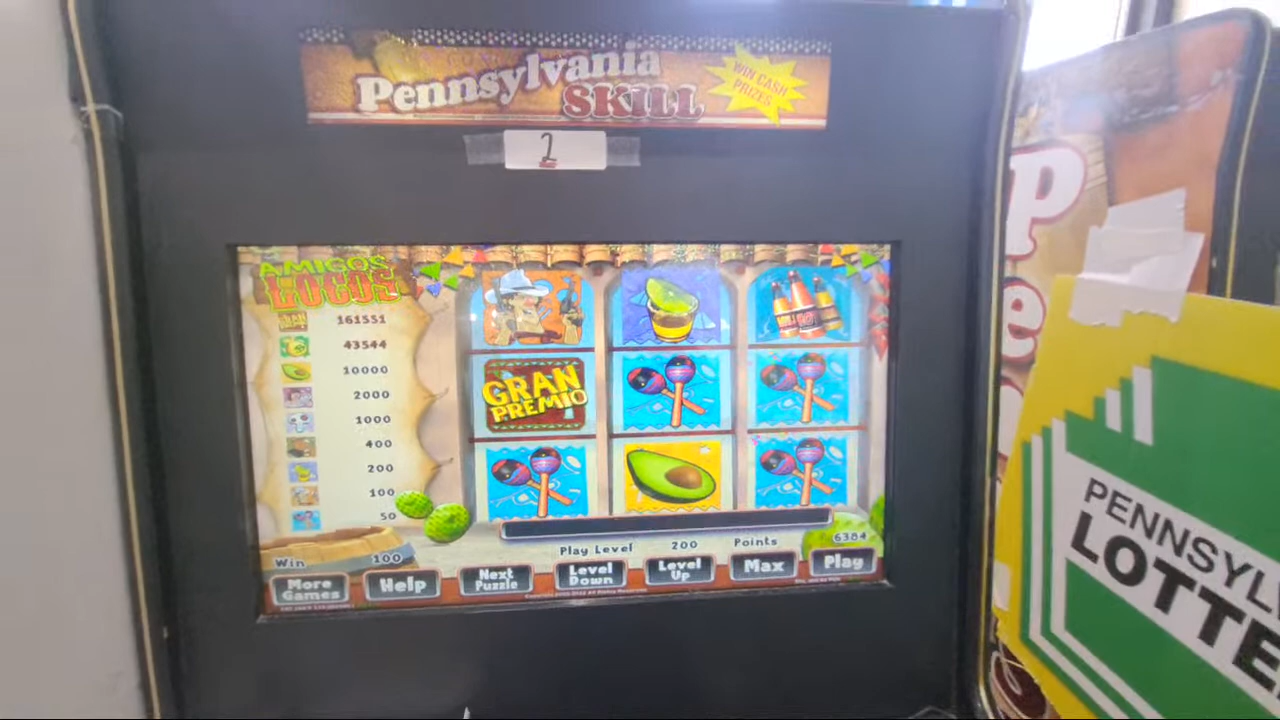 Pennsylvania
SKILL
WIN CASH
PRIZES
2
AMIGOS
LOCOS
161551
43544
10000
2000
1000
400
200
100
50
GRAN
PREMIO
Win 100
Play Level 200 Points 6384
More
Games
Help
Next
Puzzle
Level
Down
Level
Up
Max
Play
P
e
PENNSYL
LOTTE